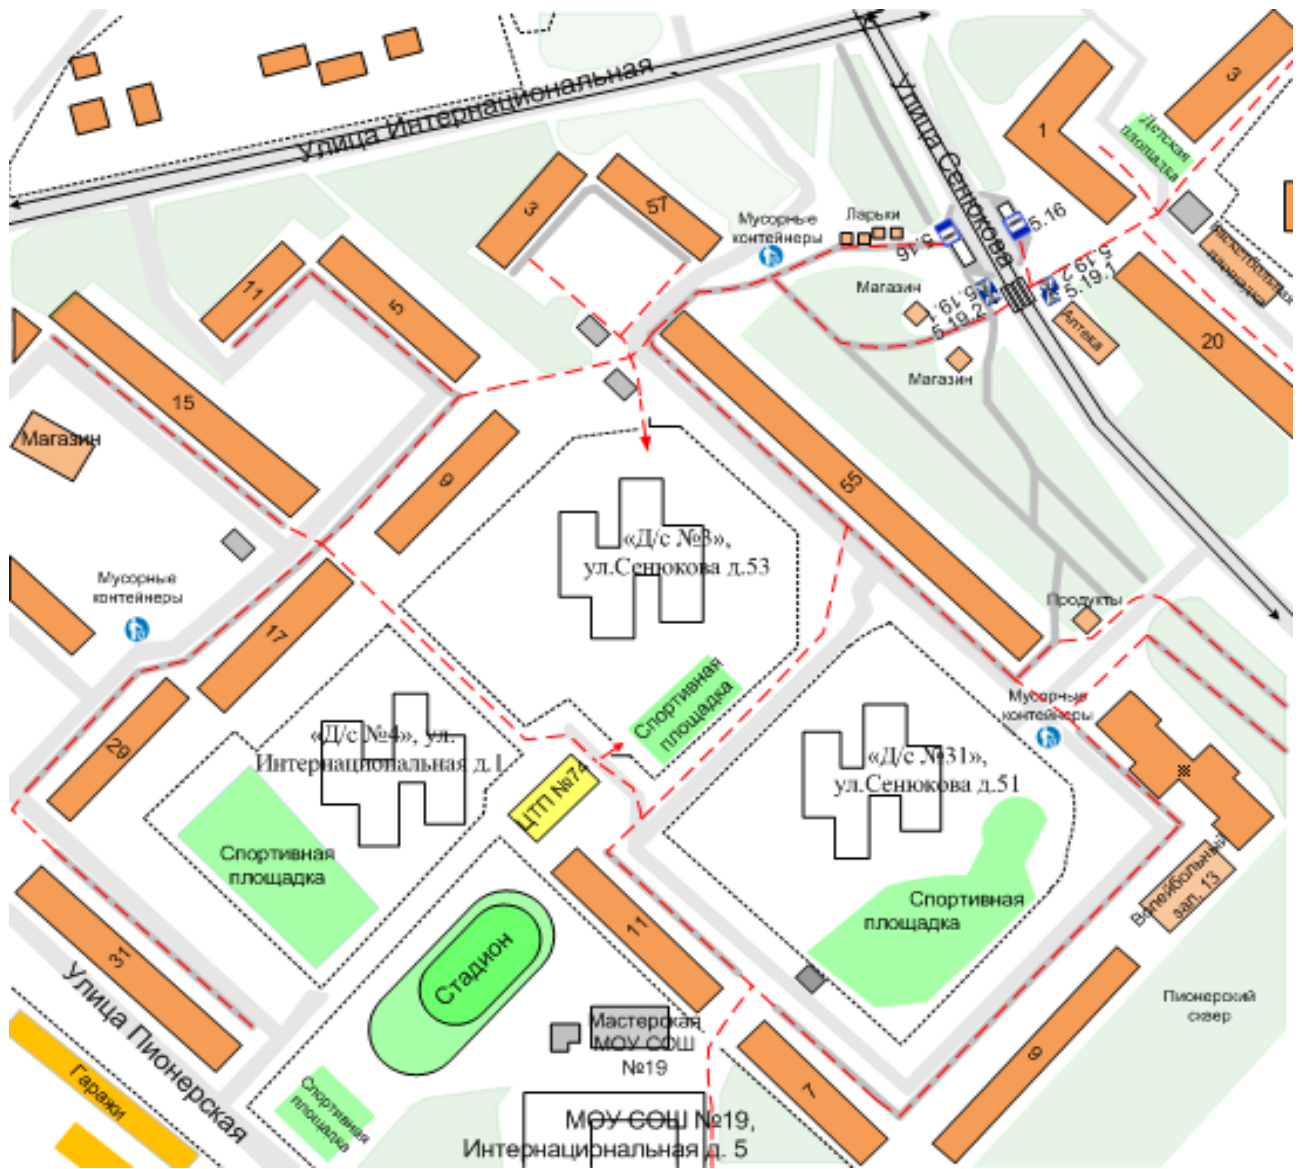 Улица Интернациональная
Улица Сенюкова
3
1
Детская
площадка
3
57
Мусорные
контейнеры
Ларьки
5.16
5.16
5.19.1
5.19.2
5.19.2
5.19.1
площадка
Магазин
Аптека
20
Магазин
11
5
15
Магазин
9
55
«Д/с №3»,
ул.Сенюкова д.53
Мусорные
контейнеры
17
Продукты
Спортивная
площадка
Мусорные
контейнеры
29
«Д/с №4», ул.
Интернациональная д.1
«Д/с №31»,
ул.Сенюкова д.51
ЦТП №74
Спортивная
площадка
Волейбольный
зал, 13
Спортивная
площадка
11
31
Стадион
Улица Пионерская
Пионерский
сквер
Мастерская
МОУ СОШ
№19
9
7
Гаражи
Спортивная
площадка
МОУ СОШ №19,
Интернациональная д. 5